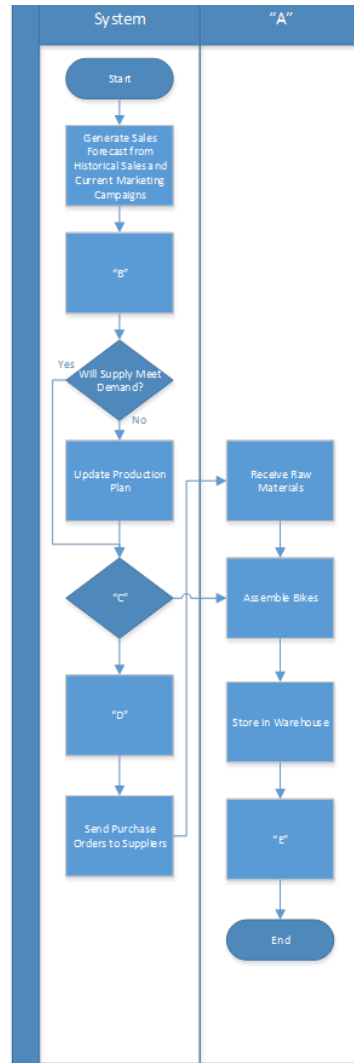 System
"A"
Start
Generate Sales
Forecast from
Historical Sales and
Current Marketing
Campaigns
"B"
Yes
Will Supply Meet
Demand?
No
Update Production
Plan
Receive Raw
Materials
"C"
Assemble Bikes
"D"
Store in Warehouse
Send Purchase
Orders to Suppliers
"E"
End